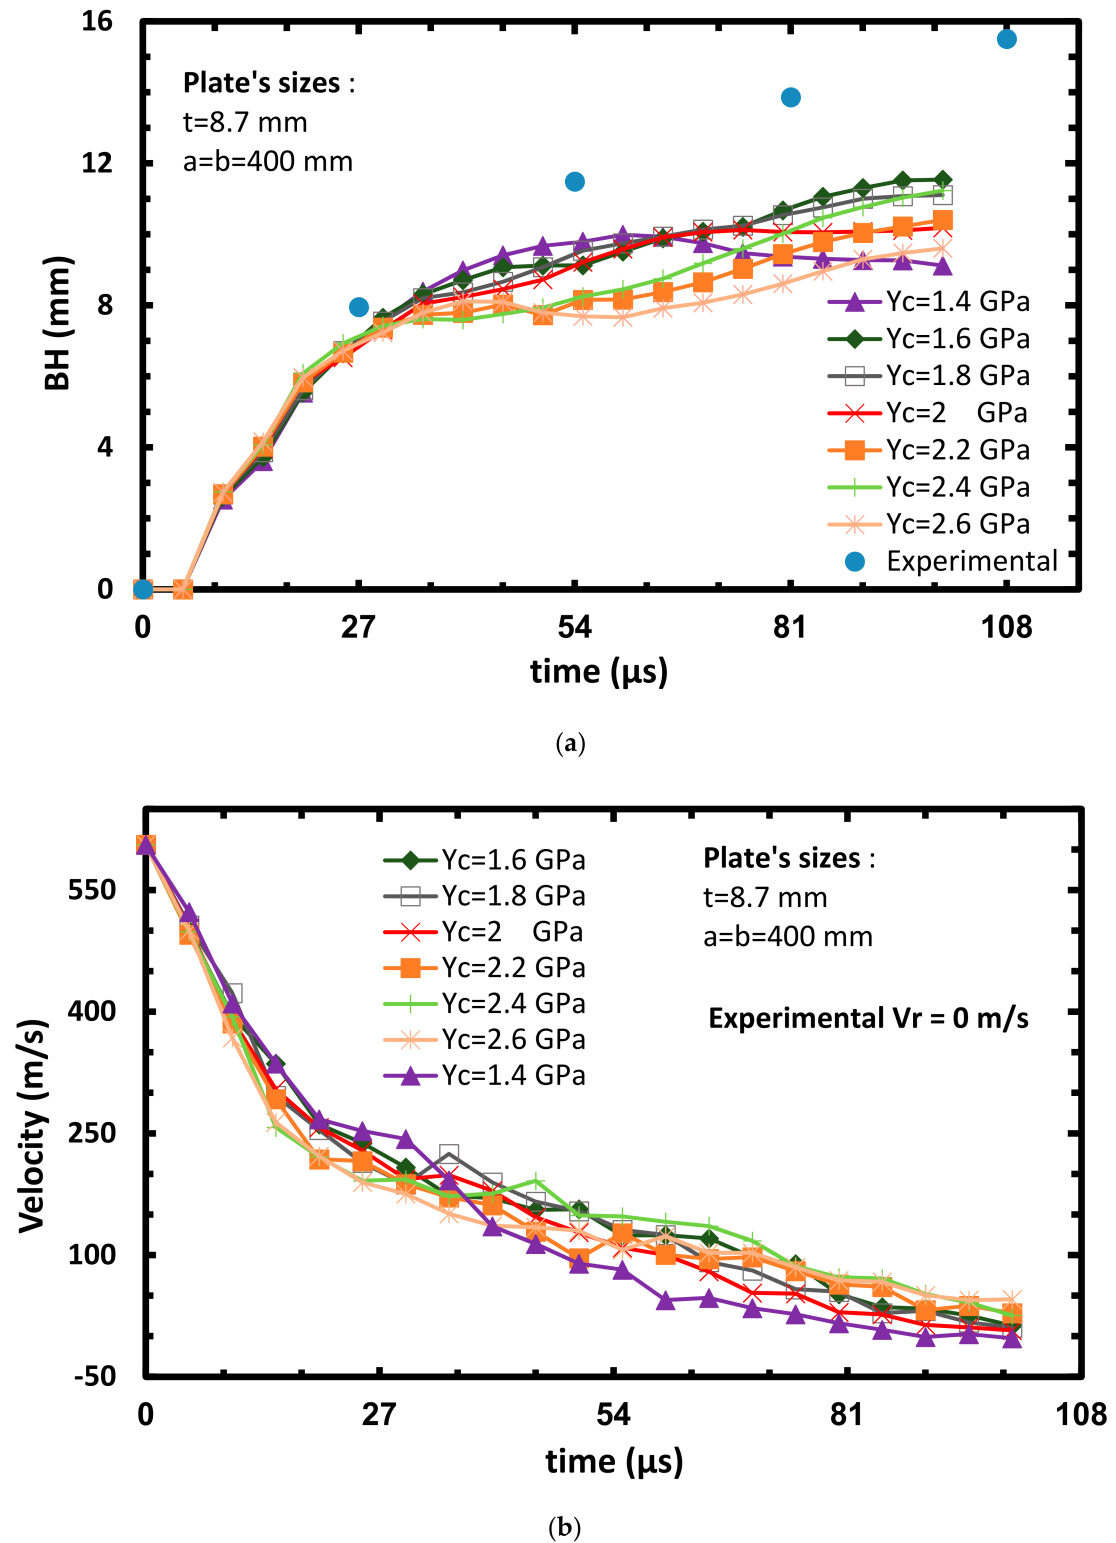 16
12
8
4
0
BH (mm)
Plate's sizes :
t=8.7 mm
a=b=400 mm
Yc=1.4 GPa
Yc=1.6 GPa
Yc=1.8 GPa
Yc=2 GPa
Yc=2.2 GPa
Yc=2.4 GPa
Yc=2.6 GPa
Experimental
0 27 54 81 108
time (μs)
(a)
550
400
250
100
-50
Velocity (m/s)
Yc=1.6 GPa
Yc=1.8 GPa
Yc=2 GPa
Yc=2.2 GPa
Yc=2.4 GPa
Yc=2.6 GPa
Yc=1.4 GPa
Plate's sizes :
t=8.7 mm
a=b=400 mm
Experimental Vr = 0 m/s
0 27 54 81 108
time (μs)
(b)